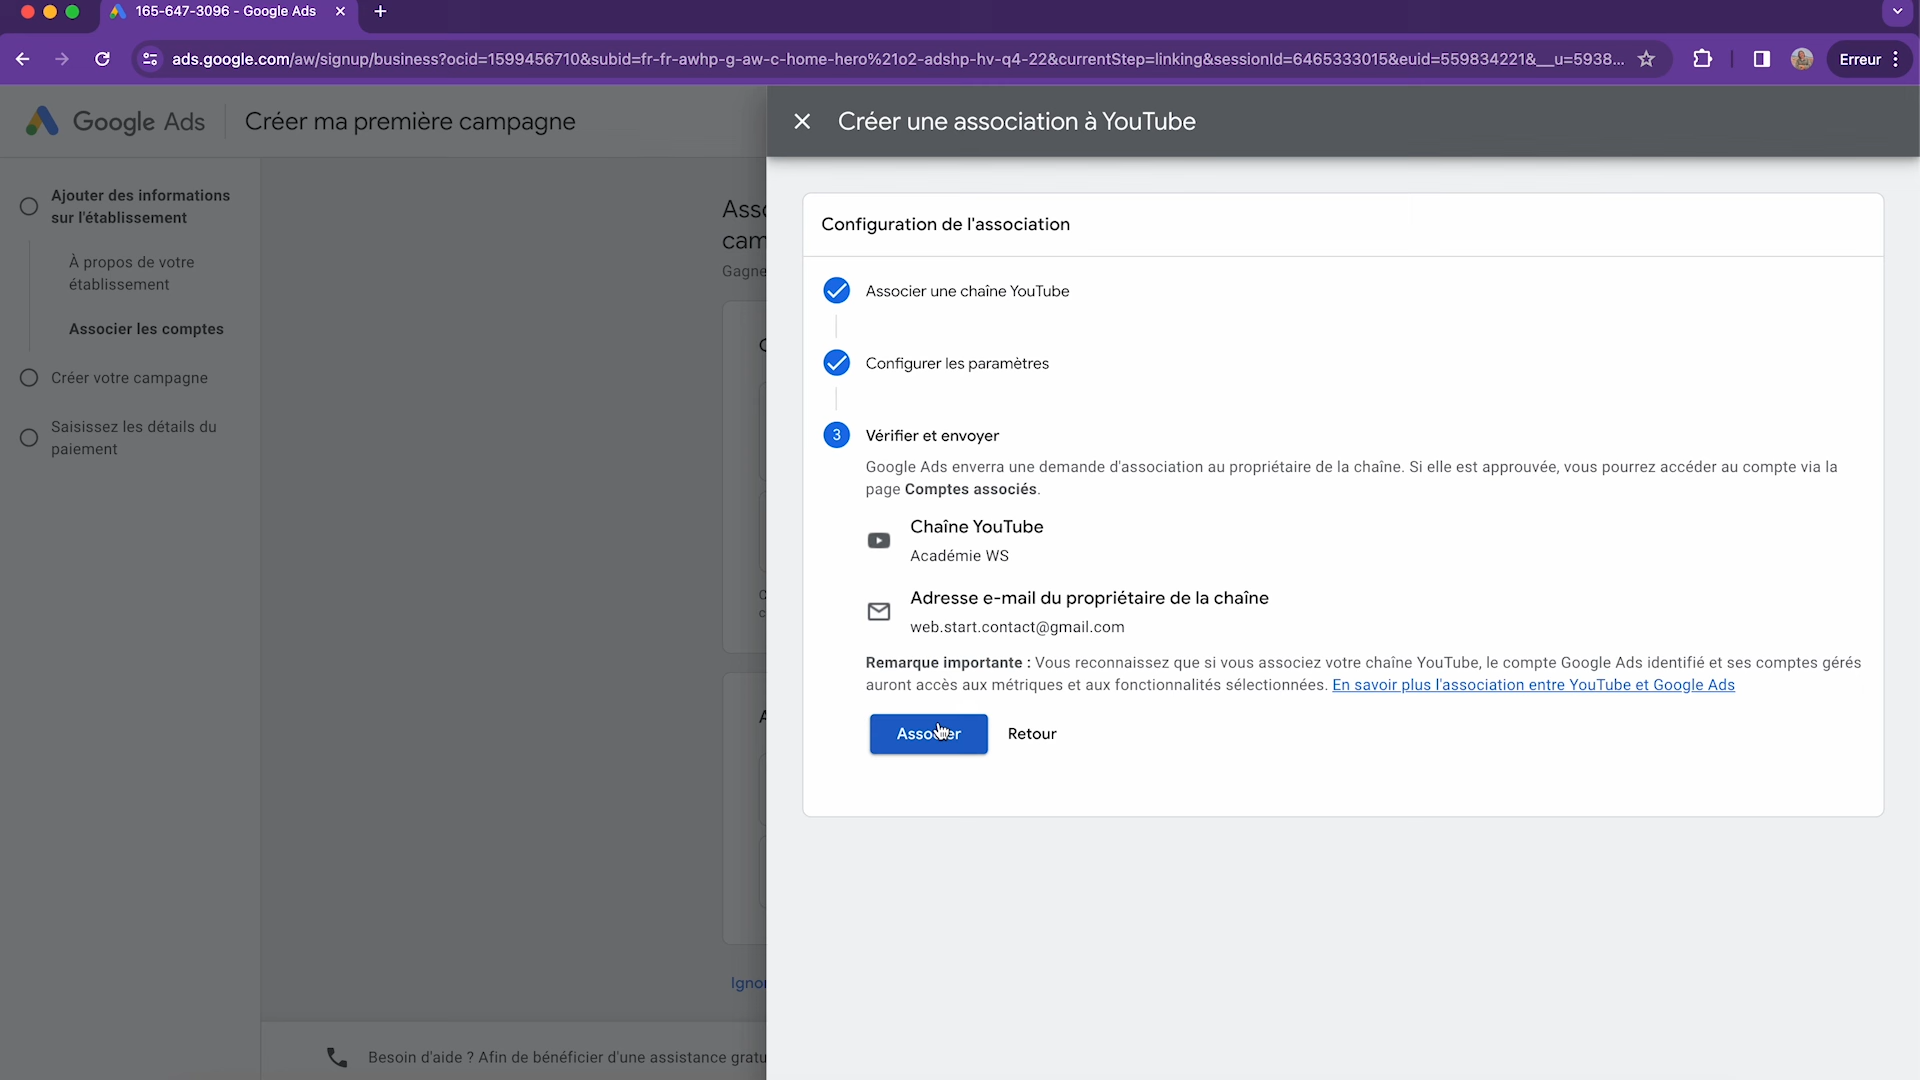 165-647-3096 - Google Ads
ads.google.com/aw/signup/business?ocid=1599456710&subid=fr-fr-awhp-g-aw-c-home-hero%21o2-adshp-hv-q4-22&currentStep=linking&sessionId=6465333015&euid=559834221&__u=5938...
Erreur
Google Ads
Créer ma première campagne
Ajouter des informations
sur l'établissement
À propos de votre
établissement
Associer les comptes
Créer votre campagne
Saisissez les détails du
paiement
Gagne
Besoin d'aide ? Afin de bénéficier d'une assistance
Créer une association à YouTube
Configuration de l'association
Associer une chaîne YouTube
Configurer les paramètres
3 Vérifier et envoyer
Google Ads enverra une demande d'association au propriétaire de la chaîne. Si elle est approuvée, vous pourrez accéder au compte via la
page Comptes associés.
Chaîne YouTube
Académie WS
Adresse e-mail du propriétaire de la chaîne
web.start.contact@gmail.com
Remarque importante : Vous reconnaissez que si vous associez votre chaîne YouTube, le compte Google Ads identifié et ses comptes gérés
auront accès aux métriques et aux fonctionnalités sélectionnées. En savoir plus l'association entre YouTube et Google Ads
Associer
Retour